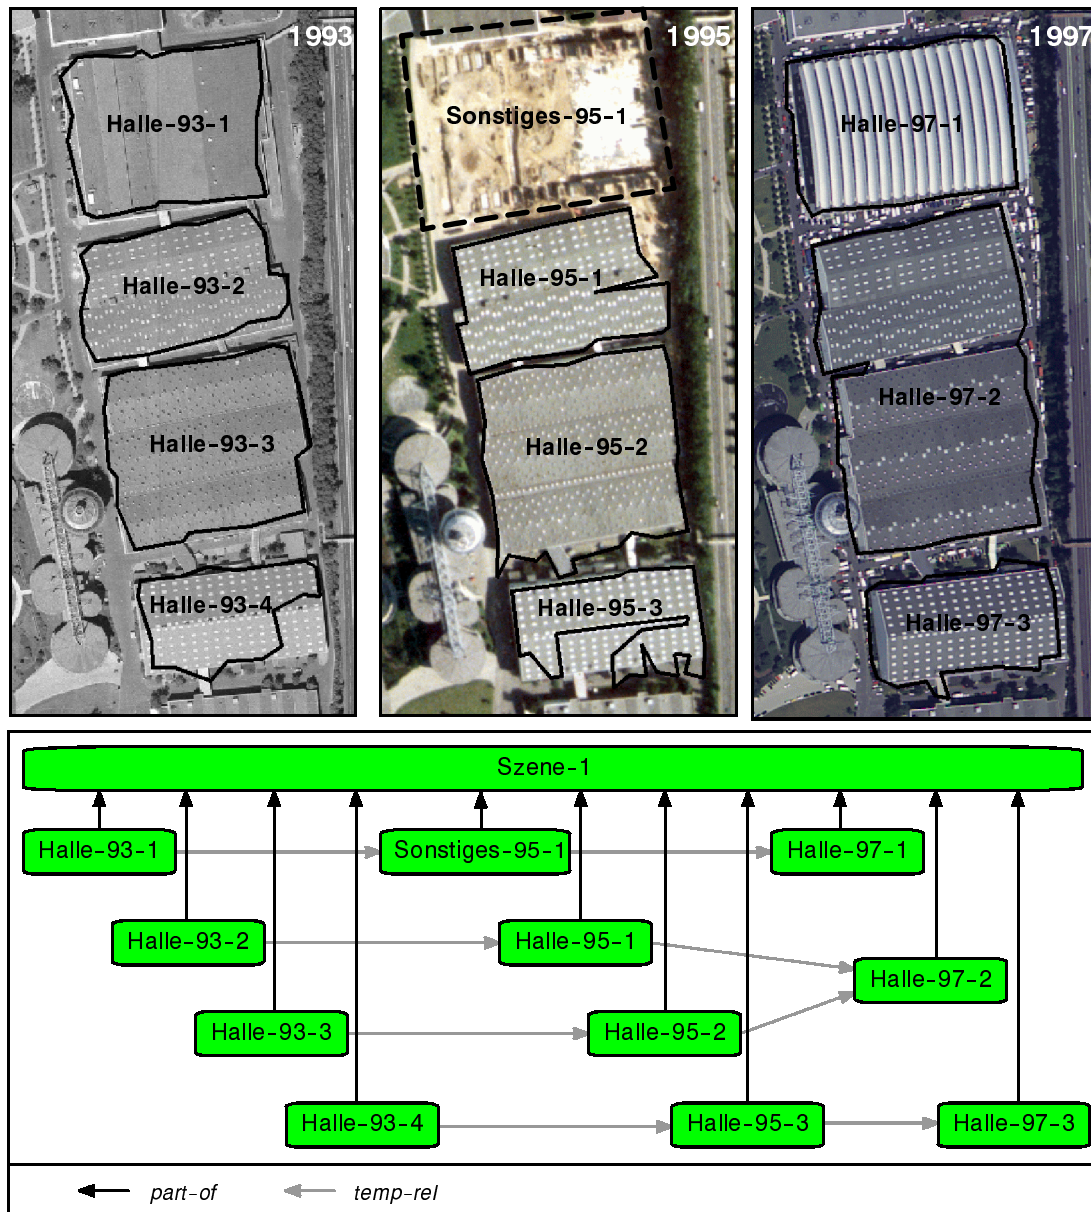 1993
Halle-93-1
Halle-93-2
Halle-93-3
Halle-93-4
1995
Sonstiges-95-1
Halle-95-1
Halle-95-2
Halle-95-3
1997
Halle-97-1
Halle-97-2
Halle-97-3
Szene-1
Halle-93-1 Sonstiges-95-1 Halle-97-1
Halle-93-2 Halle-95-1
Halle-97-2
Halle-93-3 Halle-95-2
Halle-93-4 Halle-95-3 Halle-97-3
part-of temp-rel